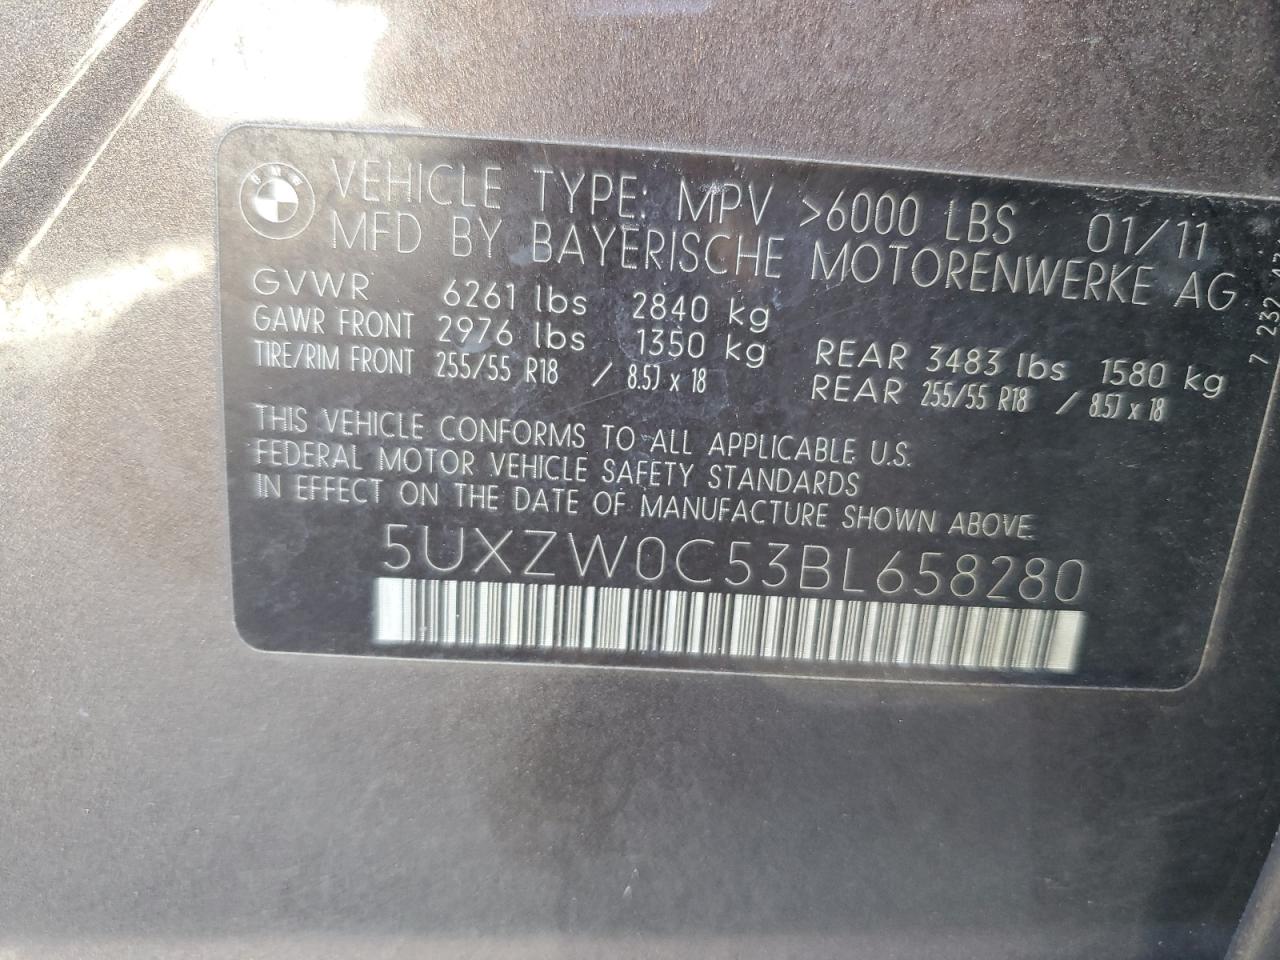 BMW
VEHICLE TYPE: MPV >6000 LBS 01/11
MFD BY BAYERISCHE MOTORENWERKE AG
GVWR 6261 lbs 2840 kg
GAWR FRONT 2976 lbs 1350 kg REAR 3483 lbs 1580 kg
TIRE/RIM FRONT 255/55 R18 / 8.5J x 18 REAR 255/55 R18 / 8.5J x 18
THIS VEHICLE CONFORMS TO ALL APPLICABLE U.S.
FEDERAL MOTOR VEHICLE SAFETY STANDARDS
IN EFFECT ON THE DATE OF MANUFACTURE SHOWN ABOVE.
5UXZW0C53BL658280
7 232